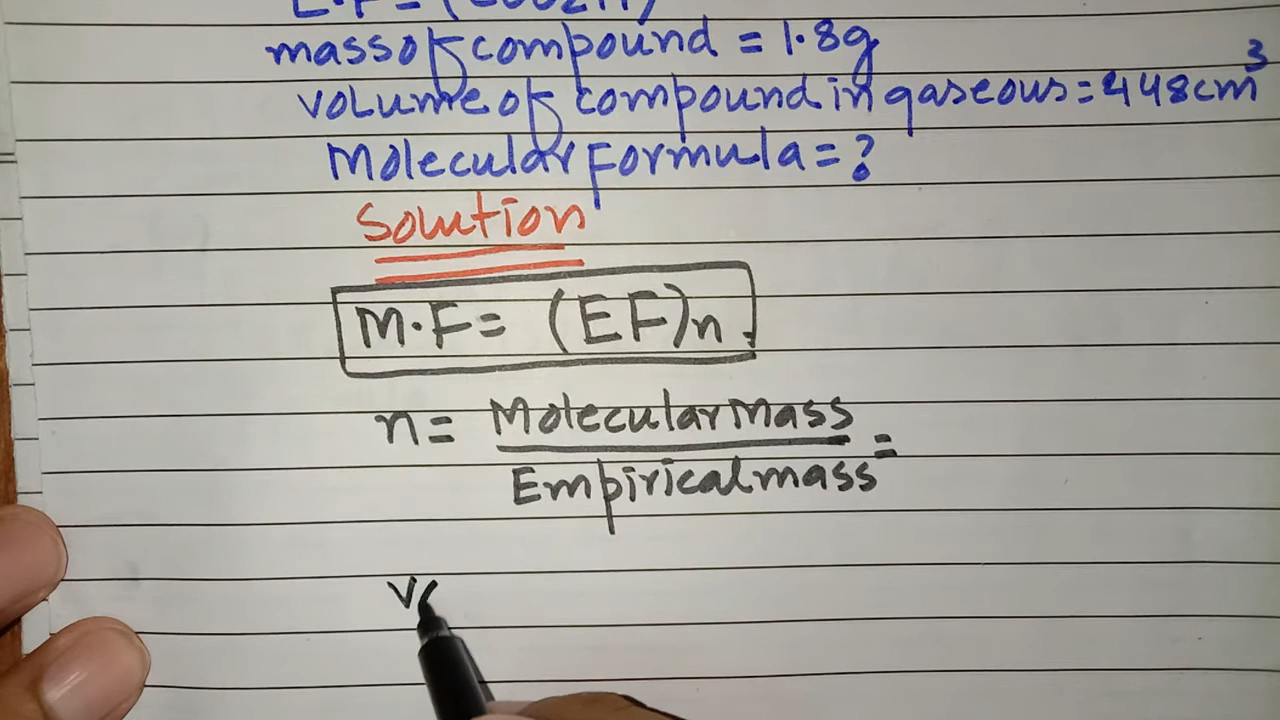 mass of compound = 1.8g
volume of compound in gaseous = 448cm³
Molecular Formula = ?
Solution
M.F = (EF)n
n = Molecular Mass / Empirical mass =